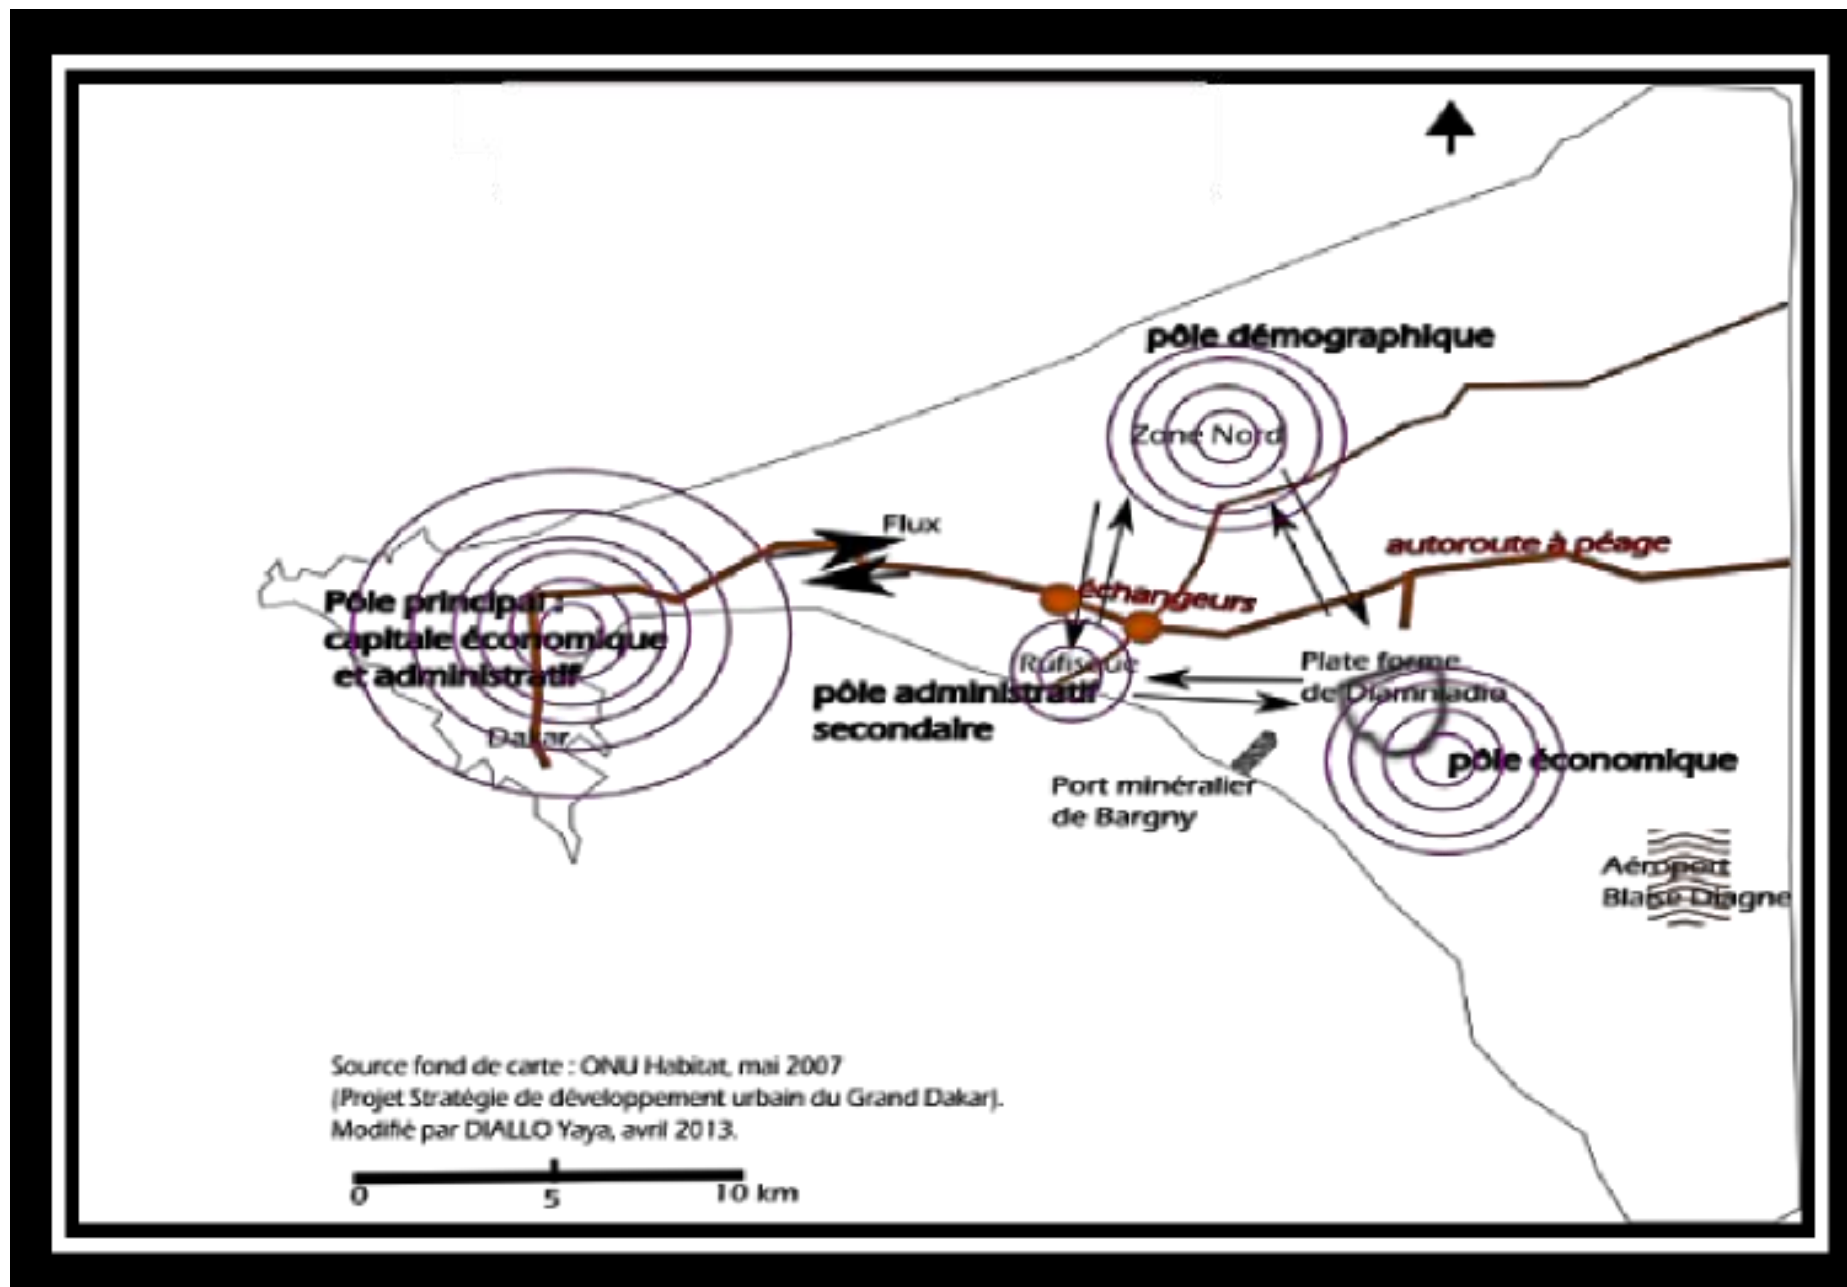 pôle démographique
Zone Nord
Flux
autoroute à péage
échangeurs
Pôle principal :
capitale économique
et administratif
Dakar
Rufisque
pôle administratif
secondaire
Plate forme
de Diamniadio
pôle économique
Port minéralier
de Bargny
Aéroport
Blaise Diagne
Source fond de carte : ONU Habitat, mai 2007
(Projet Stratégie de développement urbain du Grand Dakar).
Modifié par DIALLO Yaya, avril 2013.
0 5 10 km